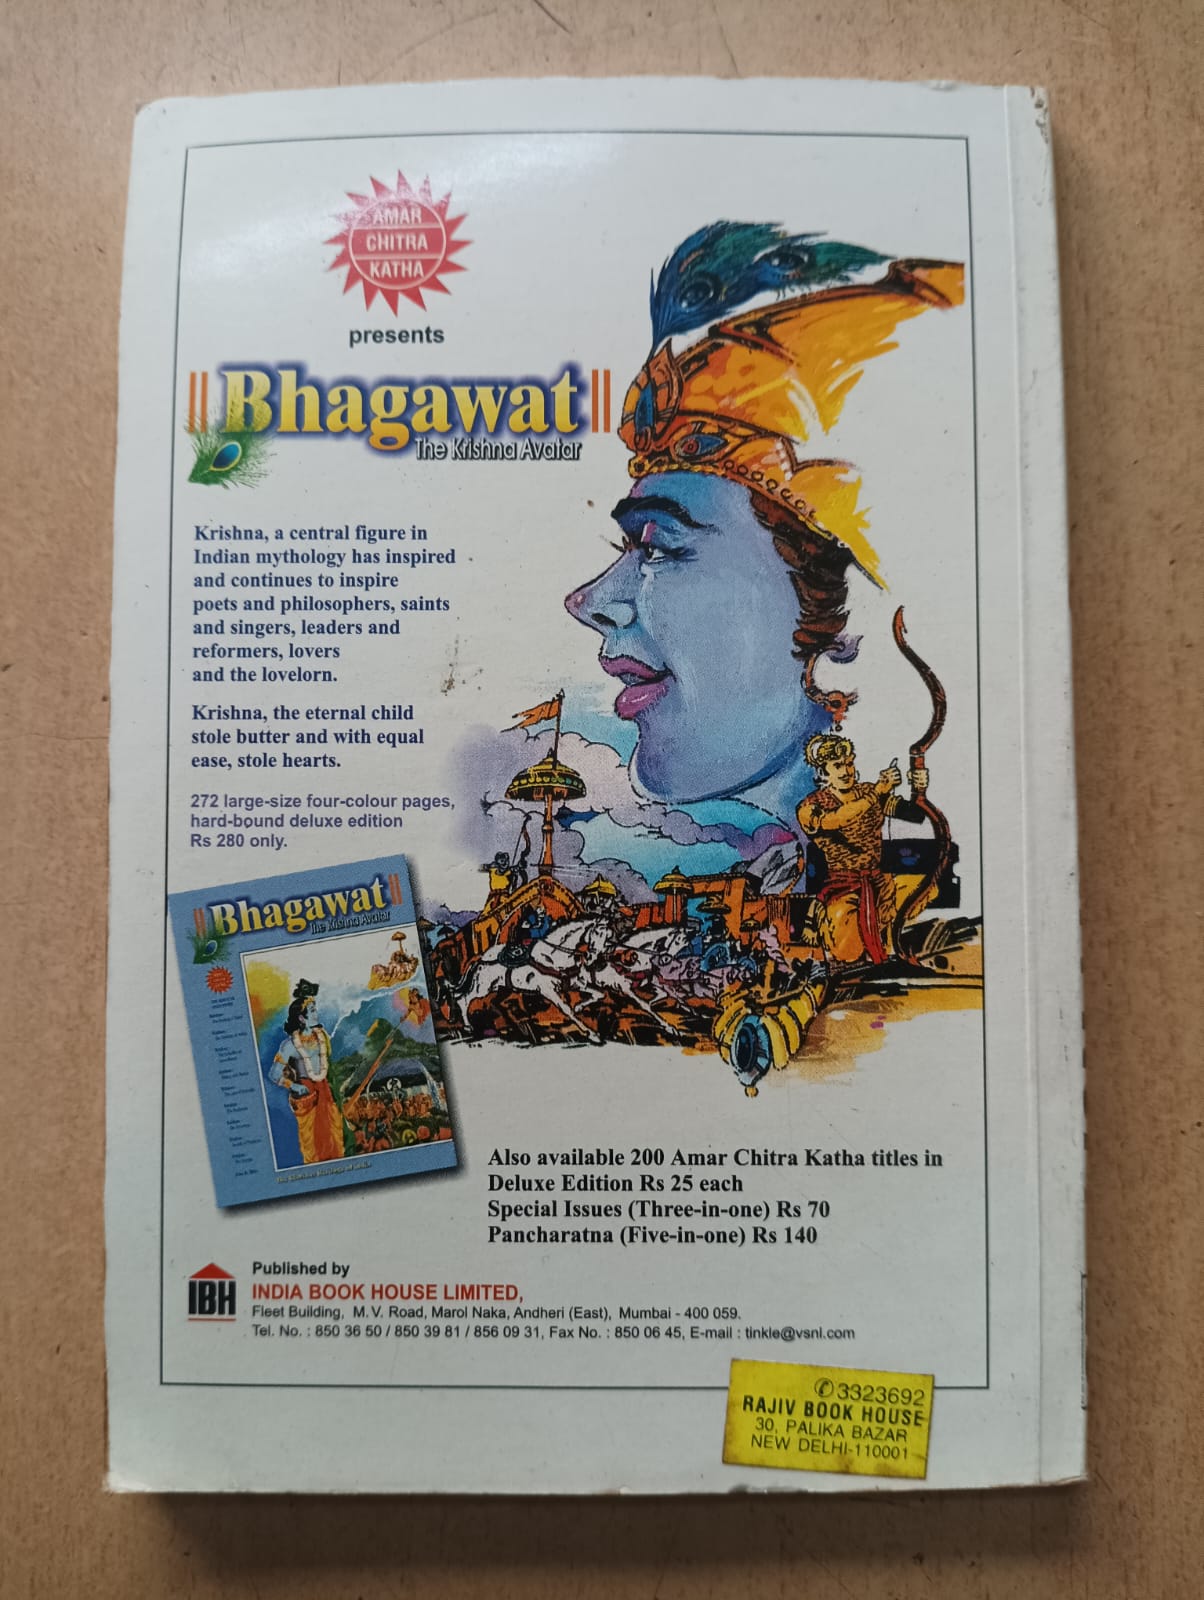 AMAR
CHITRA
KATHA
presents
Bhagawat
The Krishna Avatar
Krishna, a central figure in
Indian mythology has inspired
and continues to inspire
poets and philosophers, saints
and singers, leaders and
reformers, lovers
and the lovelorn.
Krishna, the eternal child
stole butter and with equal
ease, stole hearts.
272 large-size four-colour pages,
hard-bound deluxe edition
Rs 280 only.
Bhagawat
The Krishna Avatar
Also available 200 Amar Chitra Katha titles in
Deluxe Edition Rs 25 each
Special Issues (Three-in-one) Rs 70
Pancharatna (Five-in-one) Rs 140
IBH
Published by
INDIA BOOK HOUSE LIMITED,
Fleet Building, M. V. Road, Marol Naka, Andheri (East), Mumbai - 400 059.
Tel. No. : 850 36 50 / 850 39 81 / 856 09 31, Fax No. : 850 06 45, E-mail : tinkle@vsnl.com
✆3323692
RAJIV BOOK HOUSE
30, PALIKA BAZAR
NEW DELHI-110001